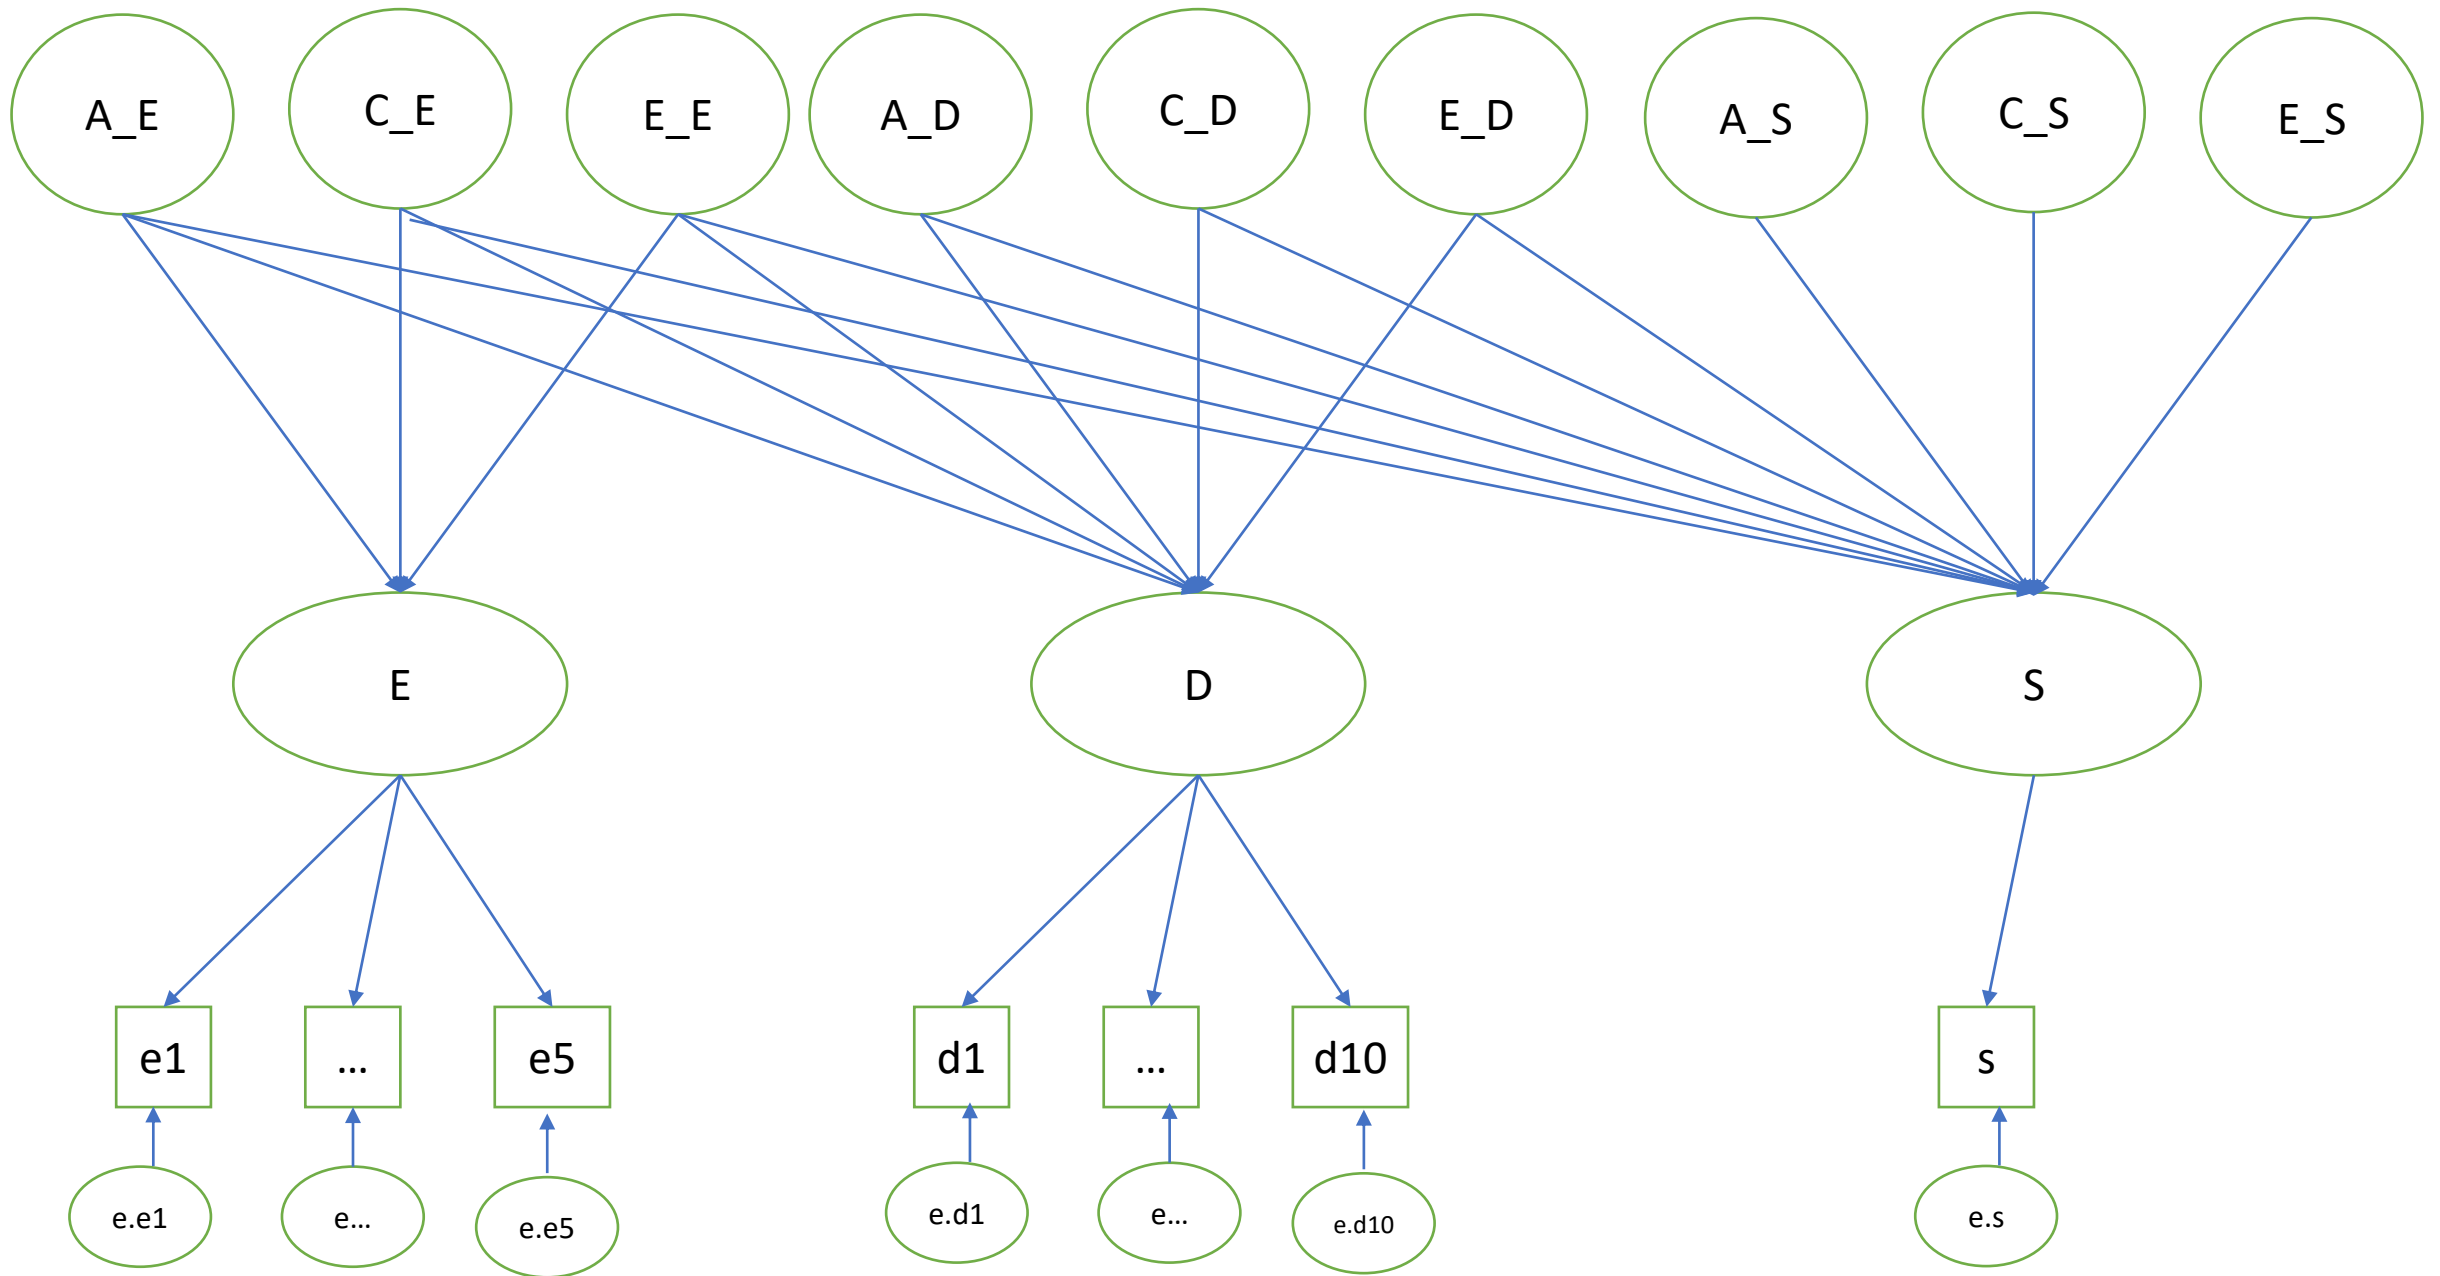 A_E
C_E
E_E
A_D
C_D
E_D
A_S
C_S
E_S
E
D
S
e1
...
e5
d1
...
d10
s
e.e1
e...
e.e5
e.d1
e...
e.d10
e.s